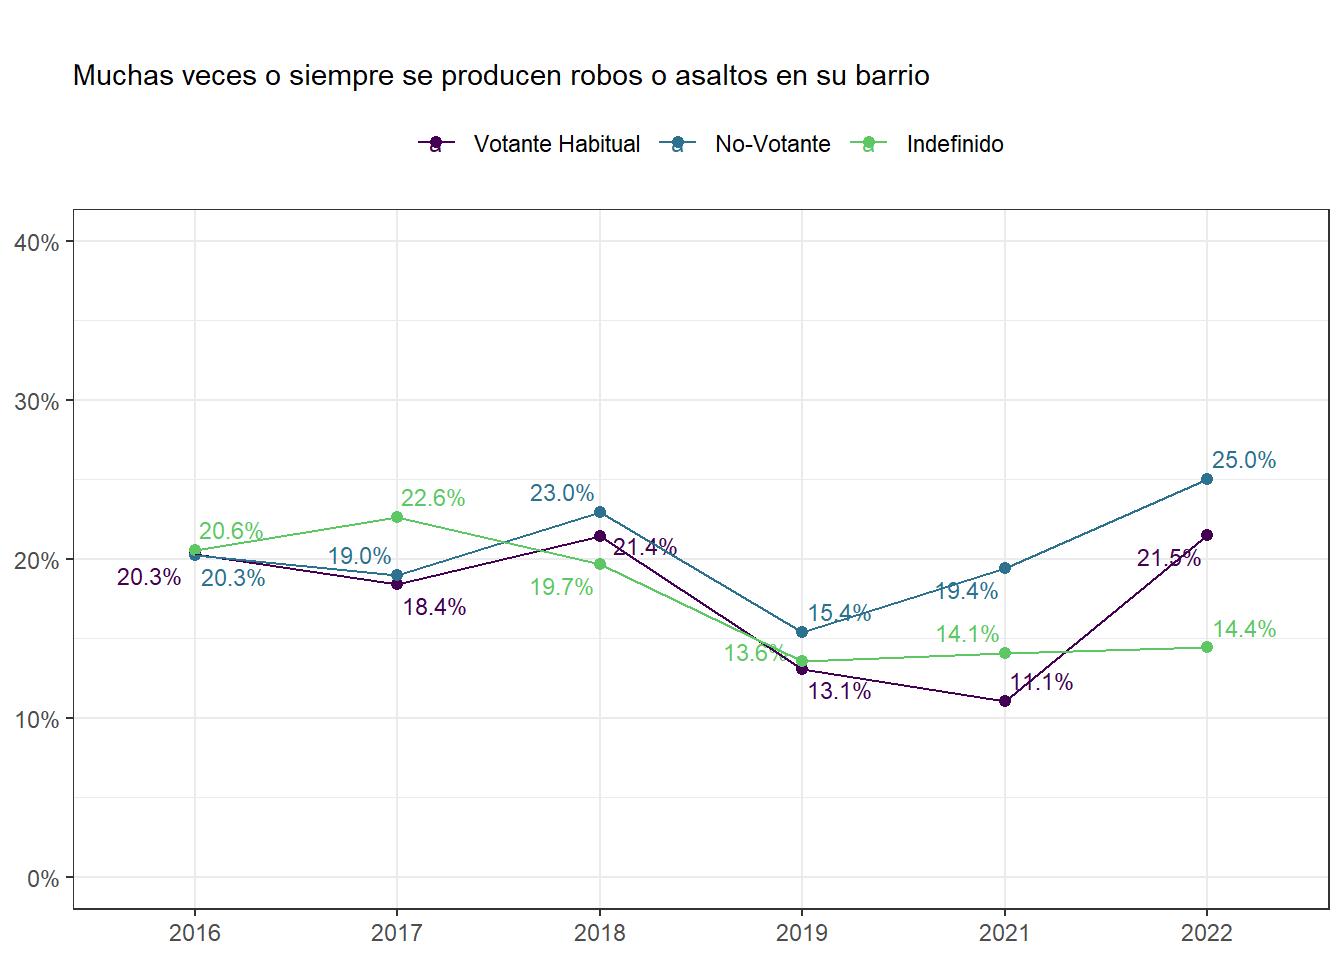 Muchas veces o siempre se producen robos o asaltos en su barrio
a Votante Habitual a No-Votante a Indefinido
40%
30%
25.0%
22.6% 23.0%
20.6% 19.0% 21.4% 21.5%
20%
20.3% 20.3% 19.7% 19.4%
18.4% 15.4%
14.1% 14.4%
13.6%
13.1% 11.1%
10%
0%
2016 2017 2018 2019 2021 2022